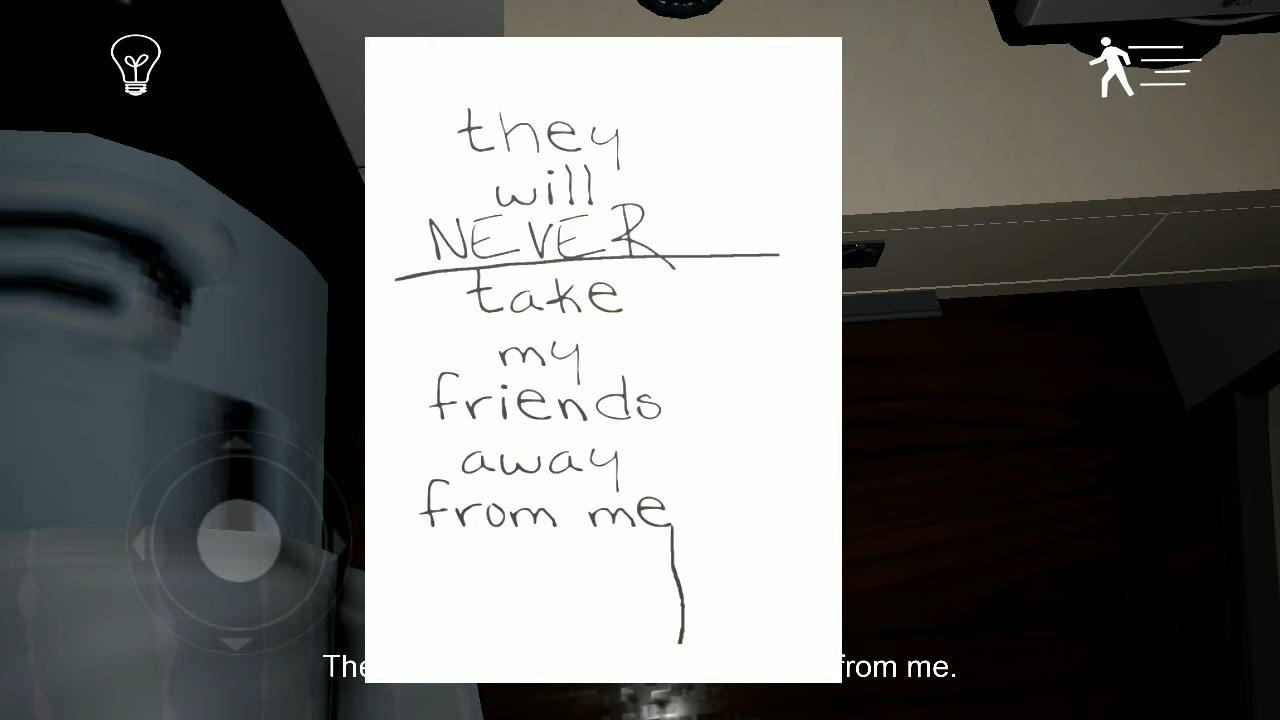 they
will
NEVER
take
my
friends
away
from me
The from me.